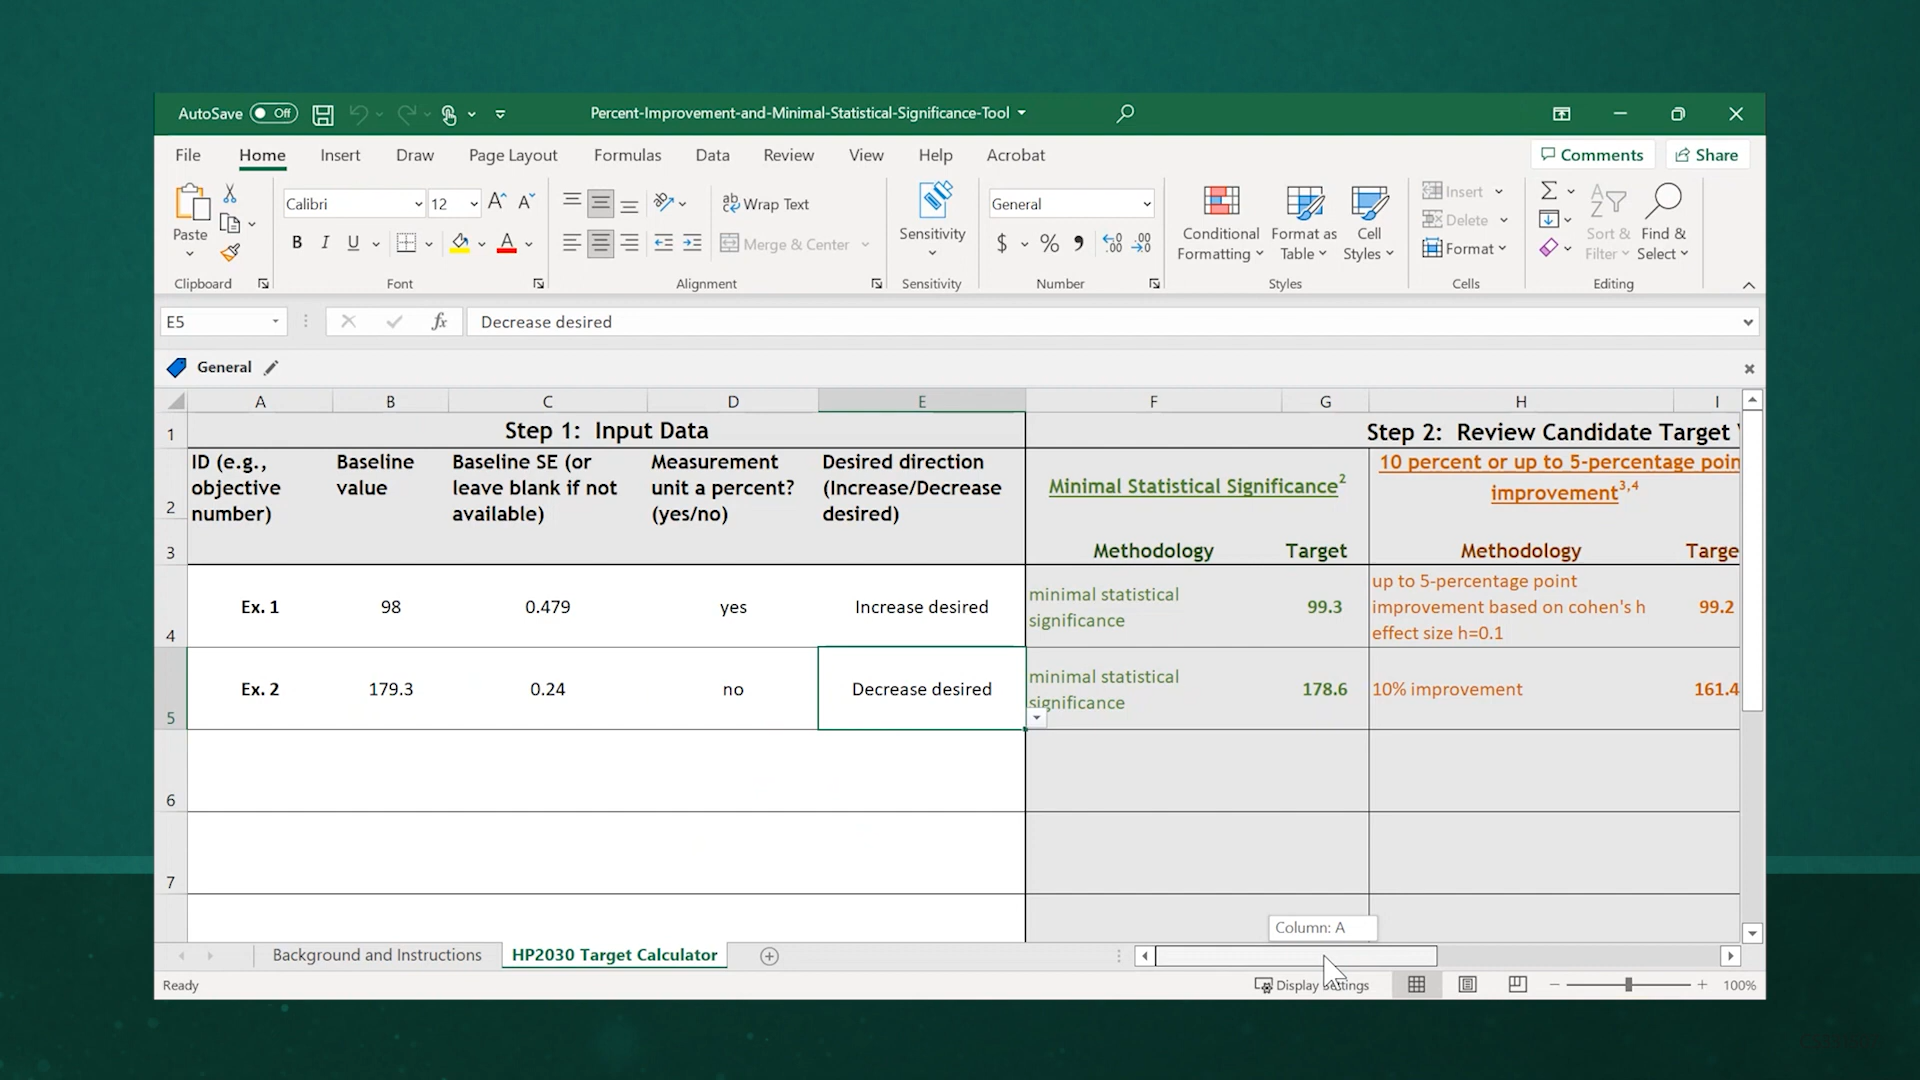 AutoSave Off Percent-Improvement-and-Minimal-Statistical-Significance-Tool
File Home Insert Draw Page Layout Formulas Data Review View Help Acrobat Comments Share
Paste
Clipboard
Calibri 12
B I U A
Font
ab Wrap Text
Merge & Center
Alignment
Sensitivity
Sensitivity
General
$ % , .00
Number
Conditional Formatting
Format as Table
Cell Styles
Styles
Insert
Delete
Format
Cells
Sort & Filter
Find & Select
Editing
E5 fx Decrease desired
General
A B C D E F G H I
1 Step 1: Input Data Step 2: Review Candidate Target
2 ID (e.g., objective number) Baseline value Baseline SE (or leave blank if not available) Measurement unit a percent? (yes/no) Desired direction (Increase/Decrease desired) Minimal Statistical Significance2 10 percent or up to 5-percentage poin improvement3,4
3 Methodology Target Methodology Targe
4 Ex. 1 98 0.479 yes Increase desired minimal statistical significance 99.3 up to 5-percentage point improvement based on cohen's h effect size h=0.1 99.2
5 Ex. 2 179.3 0.24 no Decrease desired minimal statistical significance 178.6 10% improvement 161.4
6
7
Column: A
Background and Instructions HP2030 Target Calculator
Ready Display Settings 100%